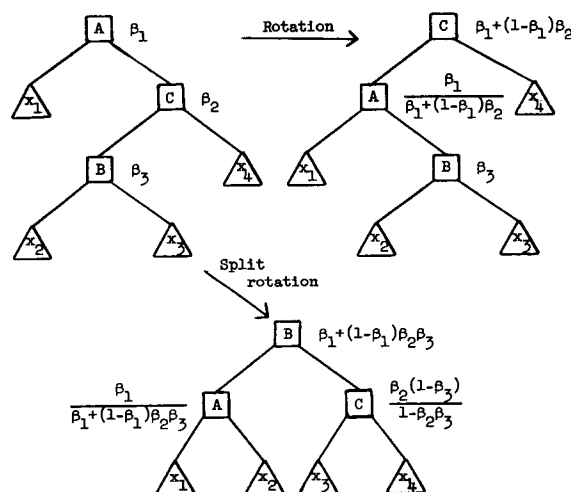 A β₁
Rotation
C β₁+(1-β₁)β₂
x₁
C β₂
A β₁/(β₁+(1-β₁)β₂)
x₄
B β₃
x₄
x₁
B β₃
x₂
x₃
x₂
x₃
Split
rotation
B β₁+(1-β₁)β₂β₃
β₁/(β₁+(1-β₁)β₂β₃) A
C β₂(1-β₃)/(1-β₂β₃)
x₁
x₂
x₃
x₄